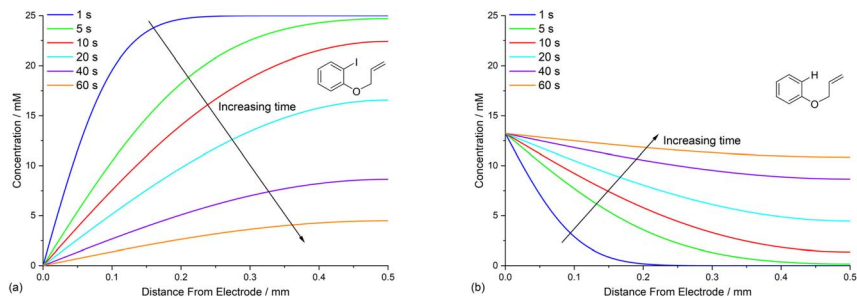 1 s
5 s
10 s
20 s
40 s
60 s
I
O
Increasing time
Concentration / mM
25
20
15
10
5
0
0.0 0.1 0.2 0.3 0.4 0.5
Distance From Electrode / mm
(a)
1 s
5 s
10 s
20 s
40 s
60 s
H
O
Increasing time
Concentration / mM
25
20
15
10
5
0
0.0 0.1 0.2 0.3 0.4 0.5
Distance From Electrode / mm
(b)